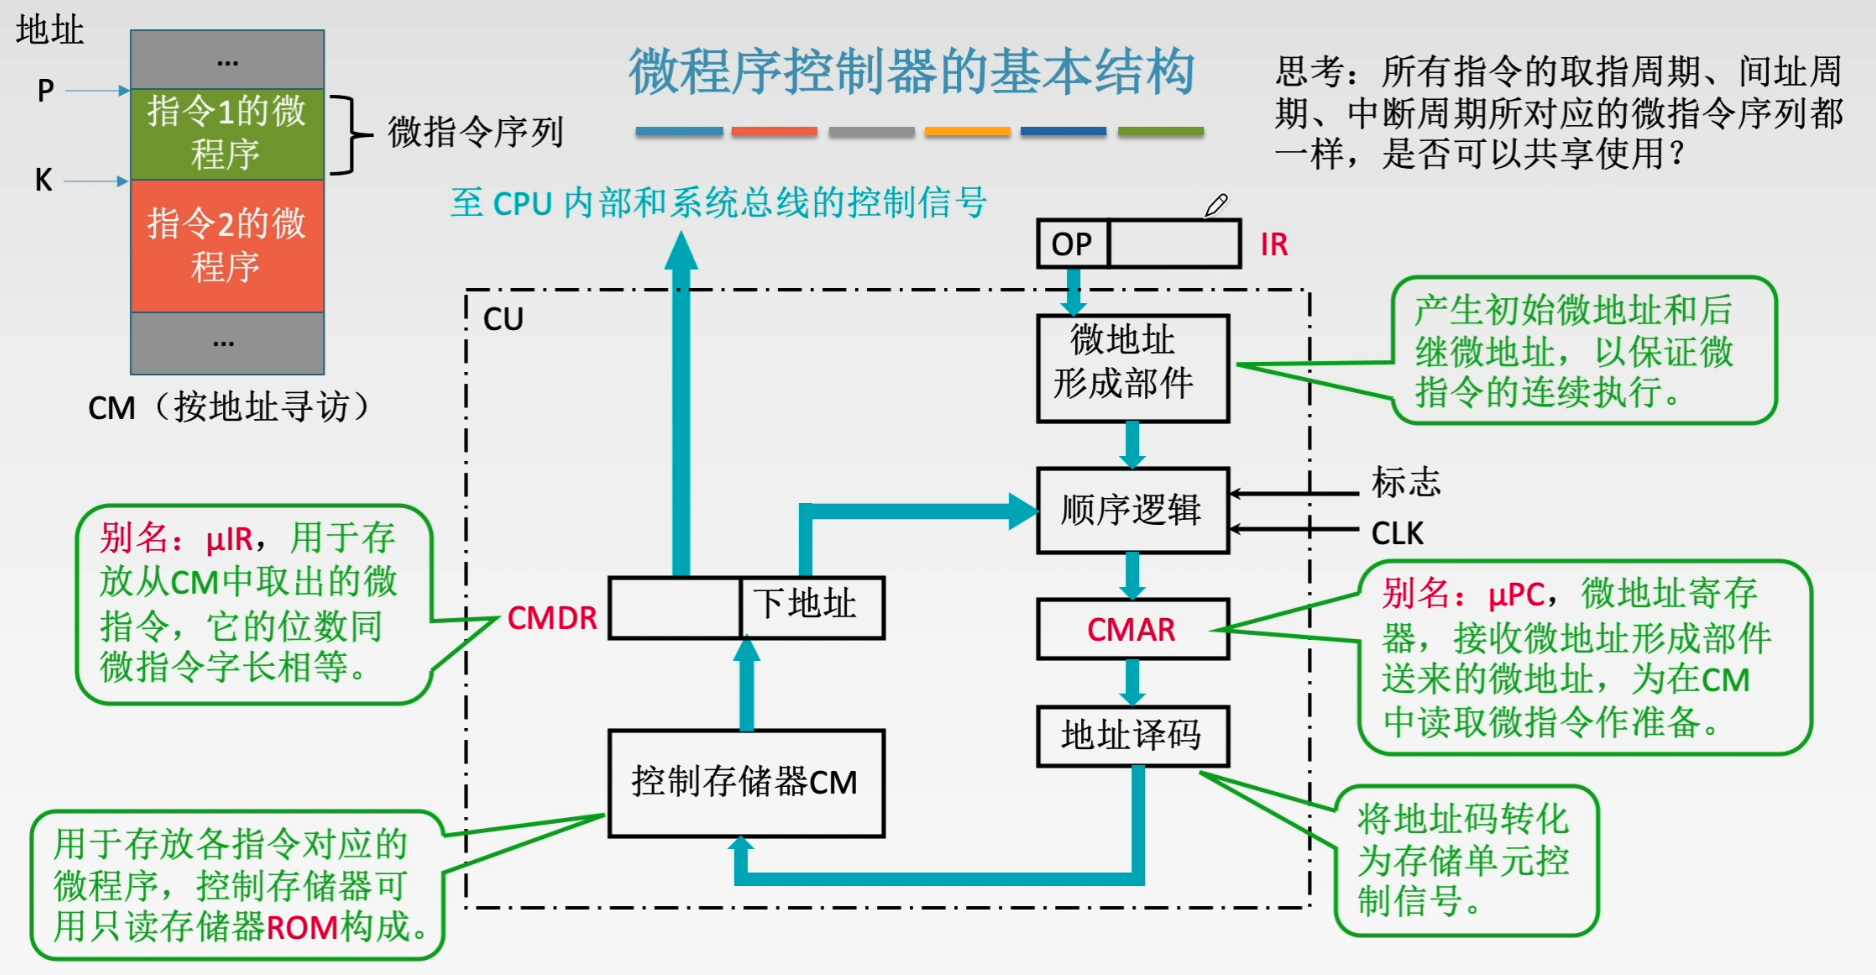 地址
...
P
指令1的微
程序
微指令序列
K
指令2的微
程序
...
CM（按地址寻访）
微程序控制器的基本结构
思考：所有指令的取指周期、间址周
期、中断周期所对应的微指令序列都
一样，是否可以共享使用？
至 CPU 内部和系统总线的控制信号
OP
IR
CU
微地址
形成部件
产生初始微地址和后
继微地址，以保证微
指令的连续执行。
顺序逻辑
标志
CLK
别名：μIR，用于存
放从CM中取出的微
指令，它的位数同
微指令字长相等。
CMDR
下地址
CMAR
别名：μPC，微地址寄存
器，接收微地址形成部件
送来的微地址，为在CM
中读取微指令作准备。
地址译码
控制存储器CM
将地址码转化
为存储单元控
制信号。
用于存放各指令对应的
微程序，控制存储器可
用只读存储器ROM构成。